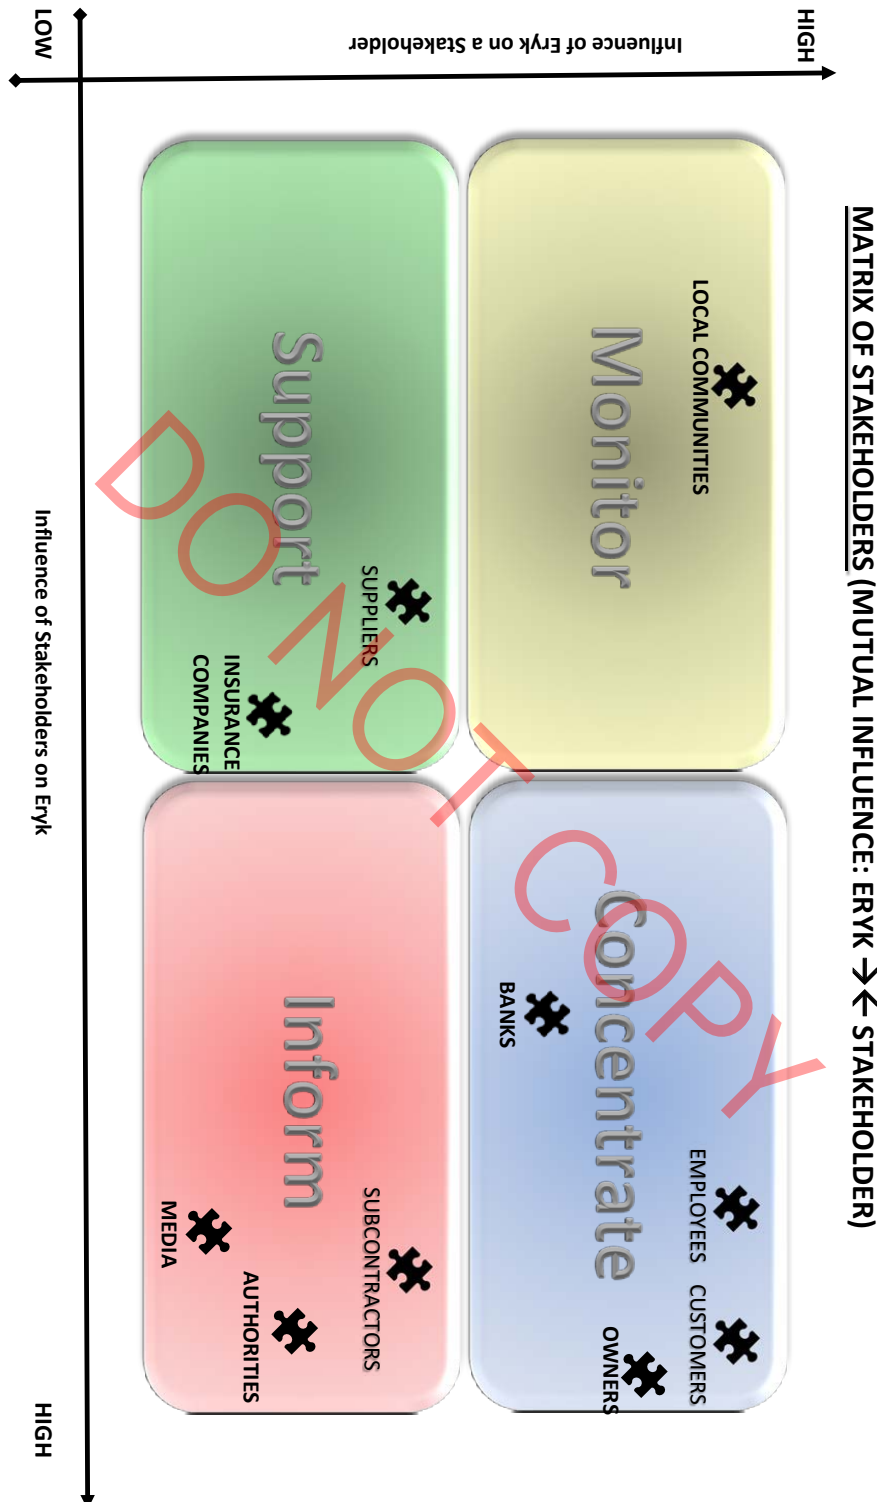 MATRIX OF STAKEHOLDERS (MUTUAL INFLUENCE: ERYK →← STAKEHOLDER)
HIGH
Influence of Eryk on a Stakeholder
LOW
LOCAL COMMUNITIES
Monitor
EMPLOYEES
CUSTOMERS
OWNERS
Concentrate
BANKS
SUPPLIERS
Support
INSURANCE
COMPANIES
SUBCONTRACTORS
Inform
AUTHORITIES
MEDIA
Influence of Stakeholders on Eryk
HIGH
DO NOT COPY